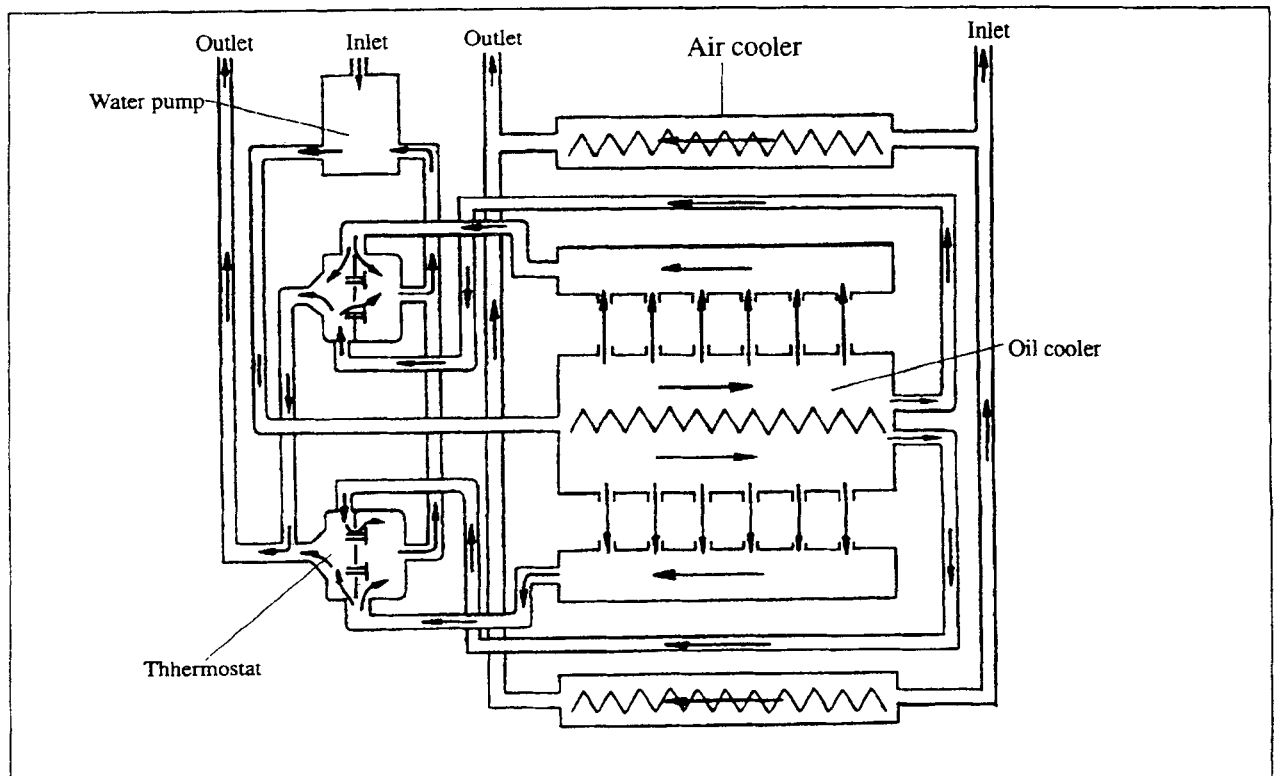 Outlet
Inlet
Outlet
Air cooler
Inlet
Water pump
Oil cooler
Thhermostat